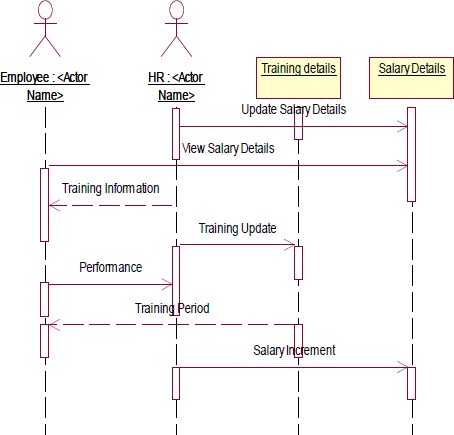 Employee : <Actor Name>
HR : <Actor Name>
Training details
Salary Details
Update Salary Details
View Salary Details
Training Information
Training Update
Performance
Training Period
Salary Increment